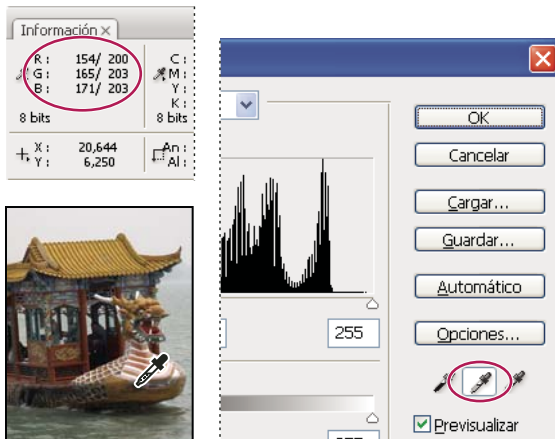 Información ×
R : 154/ 200
G : 165/ 203
B : 171/ 203
8 bits
C :
M :
Y :
K :
8 bits
X : 20,644
Y : 6,250
An :
Al :
255
OK
Cancelar
Cargar...
Guardar...
Automático
Opciones...
Previsualizar